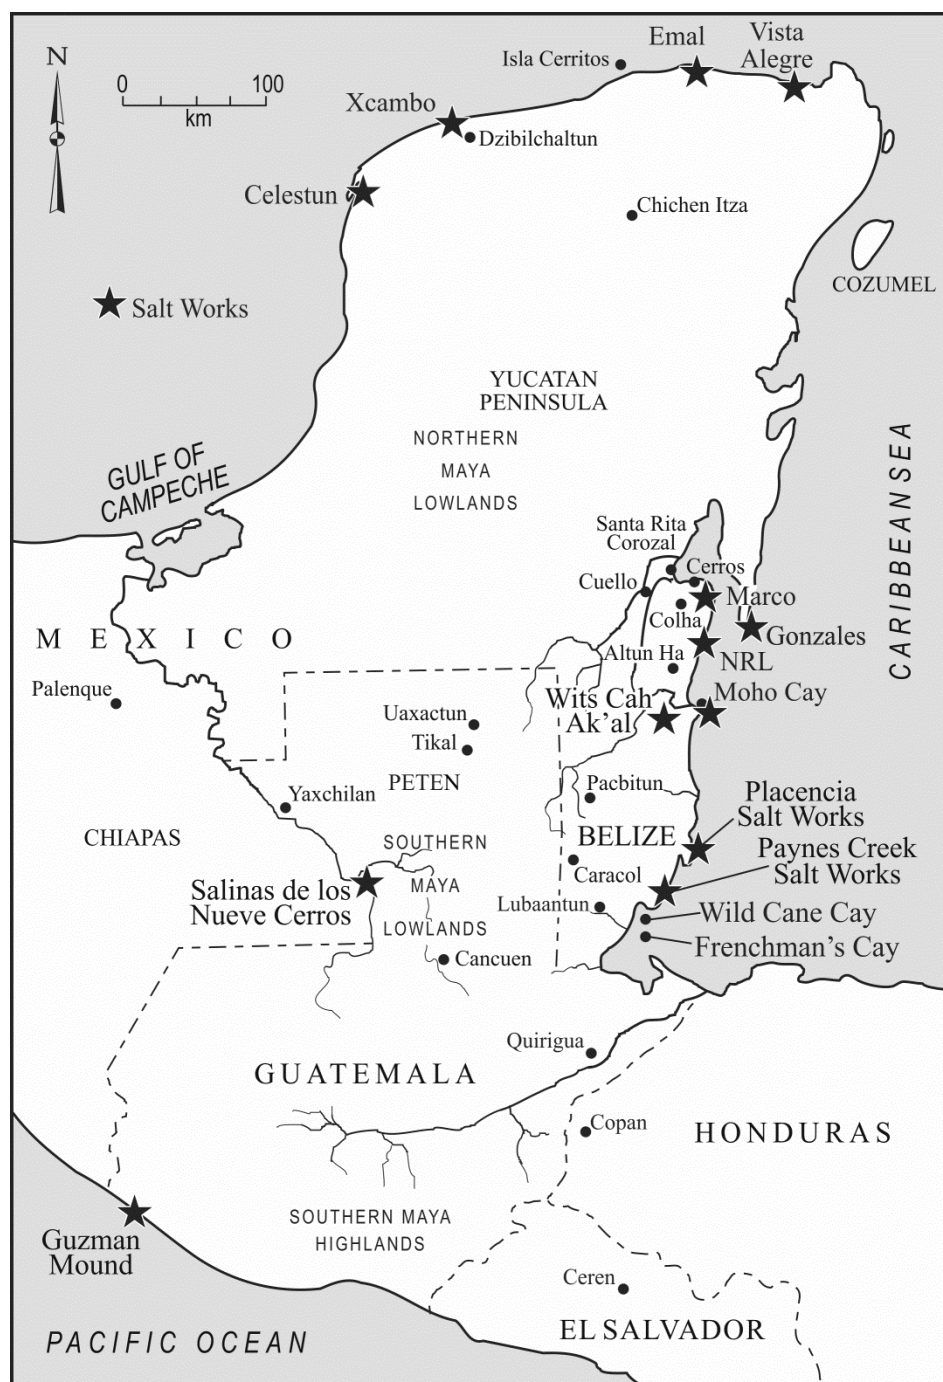 Emal
Vista
Alegre
Isla Cerritos
N
0 100
km
Xcambo
Dzibilchaltun
Celestun
Chichen Itza
COZUMEL
Salt Works
YUCATAN
PENINSULA
NORTHERN
MAYA
LOWLANDS
GULF OF
CAMPECHE
CARIBBEANSEA
Santa Rita
Corozal
Cerros
Cuello
Marco
Colha
Gonzales
MEXICO
Altun Ha
NRL
Palenque
Moho Cay
Wits Cah
Ak'al
Uaxactun
Tikal
PETEN
Pacbitun
Yaxchilan
Placencia
Salt Works
CHIAPAS
SOUTHERN
BELIZE
Paynes Creek
Salt Works
Caracol
Salinas de los
Nueve Cerros
MAYA
Lubaantun
Wild Cane Cay
LOWLANDS
Frenchman's Cay
Cancuen
Quirigua
GUATEMALA
Copan
HONDURAS
SOUTHERN MAYA
HIGHLANDS
Guzman
Mound
Ceren
EL SALVADOR
PACIFIC OCEAN